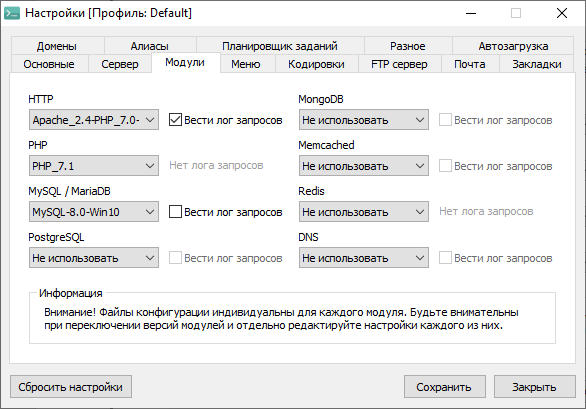 Настройки [Профиль: Default]
Домены Алиасы Планировщик заданий Разное Автозагрузка
Основные Сервер Модули Меню Кодировки FTP сервер Почта Закладки
HTTP MongoDB
Apache_2.4-PHP_7.0- Вести лог запросов Не использовать Вести лог запросов
PHP Memcached
PHP_7.1 Нет лога запросов Не использовать Вести лог запросов
MySQL / MariaDB Redis
MySQL-8.0-Win10 Вести лог запросов Не использовать Нет лога запросов
PostgreSQL DNS
Не использовать Вести лог запросов Не использовать Вести лог запросов
Информация
Внимание! Файлы конфигурации индивидуальны для каждого модуля. Будьте внимательны
при переключении версий модулей и отдельно редактируйте настройки каждого из них.
Сбросить настройки Сохранить Закрыть